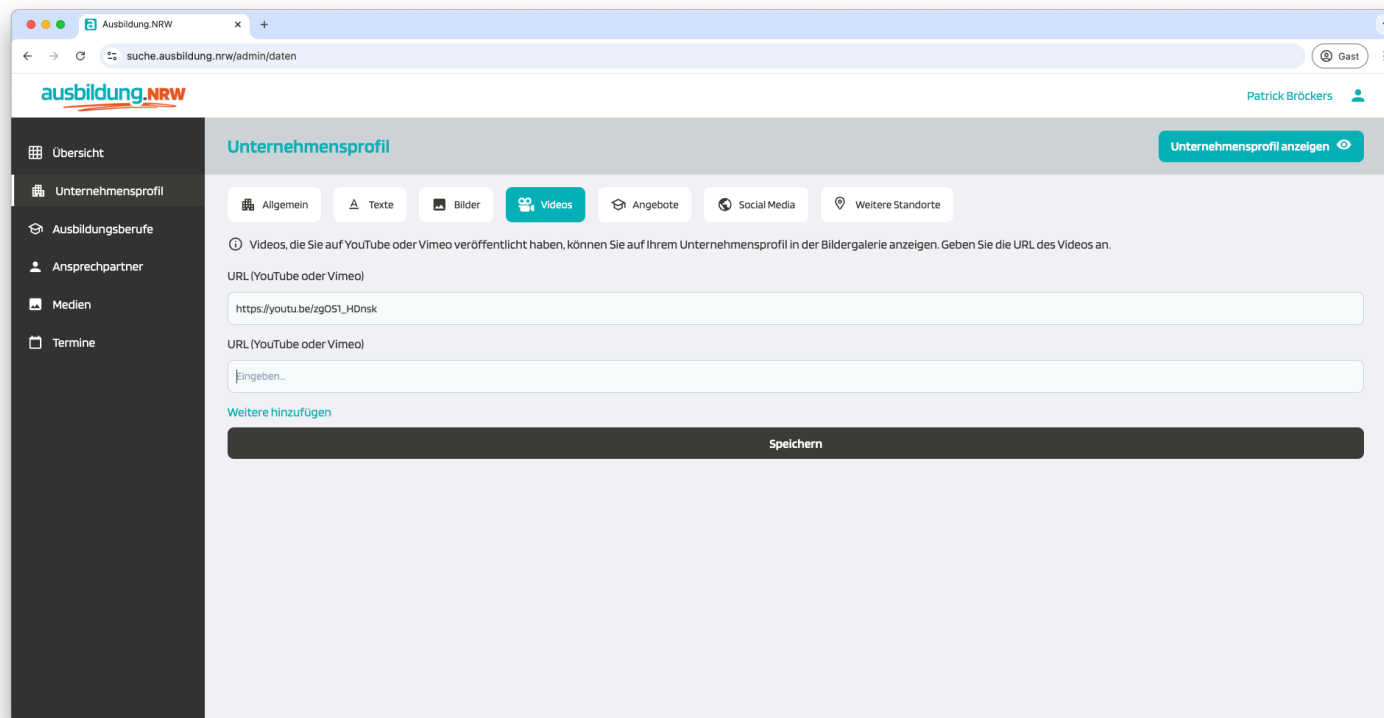 Ausbildung.NRW
suche.ausbildung.nrw/admin/daten
Gast
ausbildung.NRW
Patrick Bröckers
Übersicht
Unternehmensprofil
Ausbildungsberufe
Ansprechpartner
Medien
Termine
Unternehmensprofil
Unternehmensprofil anzeigen
Allgemein
Texte
Bilder
Videos
Angebote
Social Media
Weitere Standorte
Videos, die Sie auf YouTube oder Vimeo veröffentlicht haben, können Sie auf Ihrem Unternehmensprofil in der Bildergalerie anzeigen. Geben Sie die URL des Videos an.
URL (YouTube oder Vimeo)
https://youtu.be/zgOS1_HDnsk
URL (YouTube oder Vimeo)
Eingeben...
Weitere hinzufügen
Speichern